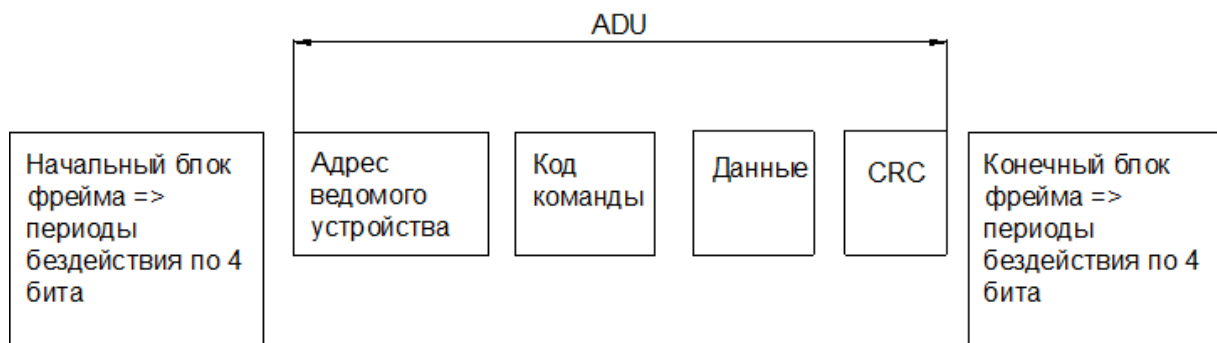 ADU
Начальный блок
фрейма =>
периоды
бездействия по 4
бита
Адрес
ведомого
устройства
Код
команды
Данные
CRC
Конечный блок
фрейма =>
периоды
бездействия по 4
бита